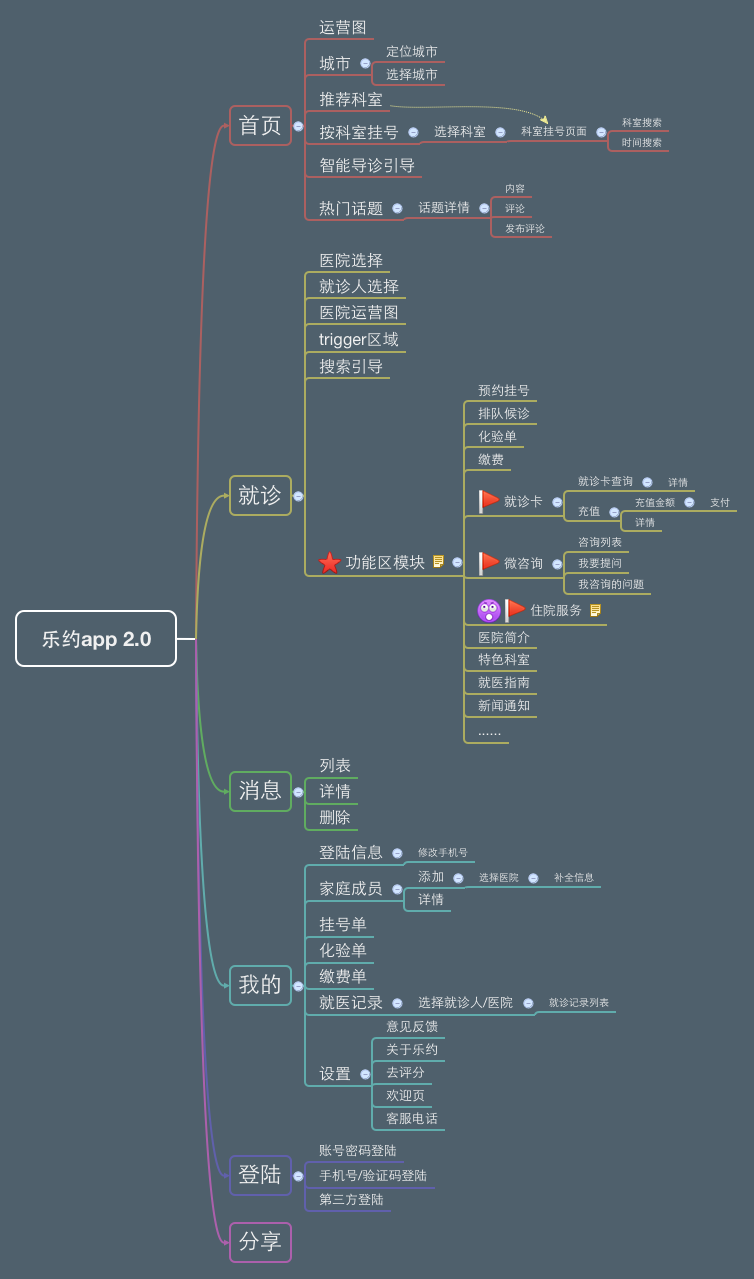 乐约app 2.0
首页
运营图
城市
定位城市
选择城市
推荐科室
按科室挂号
选择科室
科室挂号页面
科室搜索
时间搜索
智能导诊引导
热门话题
话题详情
内容
评论
发布评论
就诊
医院选择
就诊人选择
医院运营图
trigger区域
搜索引导
功能区模块
预约挂号
排队候诊
化验单
缴费
就诊卡
就诊卡查询
详情
充值
充值金额
支付
详情
微咨询
咨询列表
我要提问
我咨询的问题
住院服务
医院简介
特色科室
就医指南
新闻通知
......
消息
列表
详情
删除
我的
登陆信息
修改手机号
家庭成员
添加
选择医院
补全信息
详情
挂号单
化验单
缴费单
就医记录
选择就诊人/医院
就诊记录列表
设置
意见反馈
关于乐约
去评分
欢迎页
客服电话
登陆
账号密码登陆
手机号/验证码登陆
第三方登陆
分享